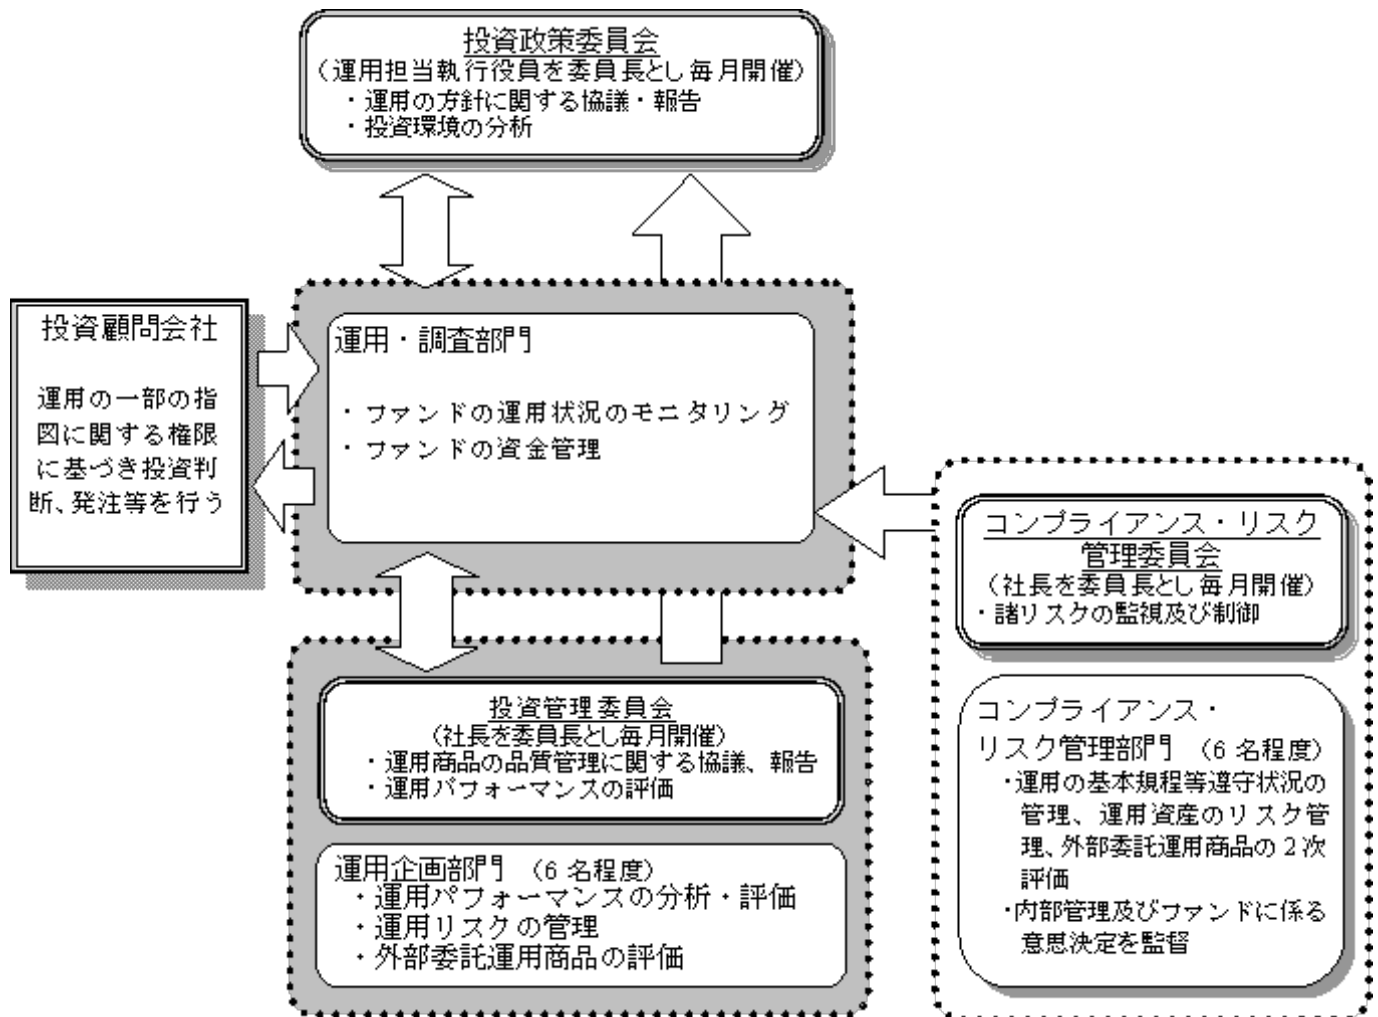 投資政策委員会
（運用担当執行役員を委員長とし毎月開催）
・運用の方針に関する協議・報告
・投資環境の分析
投資顧問会社
運用の一部の指
図に関する権限
に基づき投資判
断、発注等を行う
運用・調査部門
・ファンドの運用状況のモニタリング
・ファンドの資金管理
コンプライアンス・リスク
管理委員会
（社長を委員長とし毎月開催）
・諸リスクの監視及び制御
コンプライアンス・
リスク管理部門 （6 名程度）
・運用の基本規程等遵守状況の
管理、運用資産のリスク管
理、外部委託運用商品の２次
評価
・内部管理及びファンドに係る
意思決定を監督
投資管理委員会
（社長を委員長とし毎月開催）
・運用商品の品質管理に関する協議、報告
・運用パフォーマンスの評価
運用企画部門 （6 名程度）
・運用パフォーマンスの分析・評価
・運用リスクの管理
・外部委託運用商品の評価